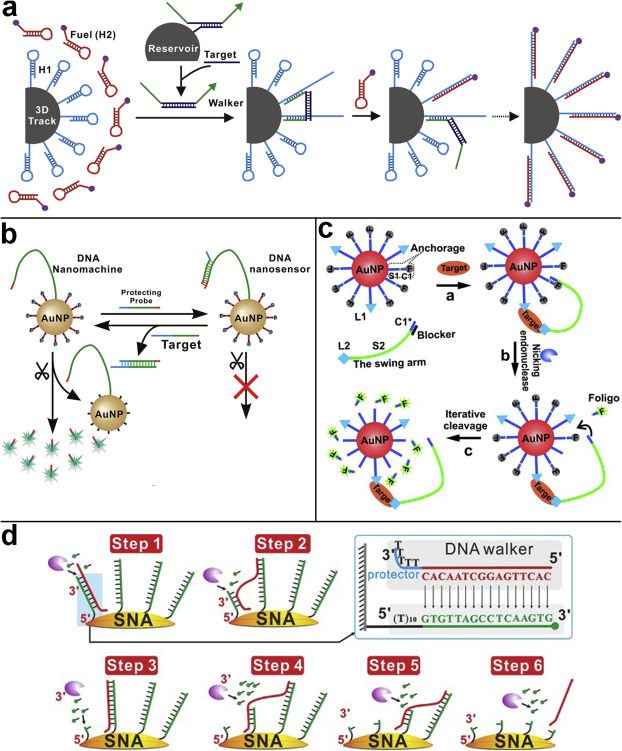 a
Fuel (H2)
H1
3D
Track
Reservoir
Target
Walker
b
DNA
Nanomachine
DNA
nanosensor
Protecting
Probe
Target
AuNP
AuNP
AuNP
c
Anchorage
AuNP
S1
C1
F
L1
Target
a
AuNP
Target
C1*
Blocker
L2
S2
The swing arm
b
Nicking
endonuclease
Foligo
F
AuNP
Target
Iterative
cleavage
c
AuNP
Target
d
Step 1
3'
5'
SNA
Step 2
3'
5'
SNA
3'
T
T
T
TT
protector
DNA walker
5'
CACAATCGGAGTTCAC
5'
(T)10
GTGTTAGCCTCAAGTG
3'
Step 3
3'
5'
SNA
Step 4
3'
5'
SNA
Step 5
3'
5'
SNA
Step 6
3'
5'
SNA